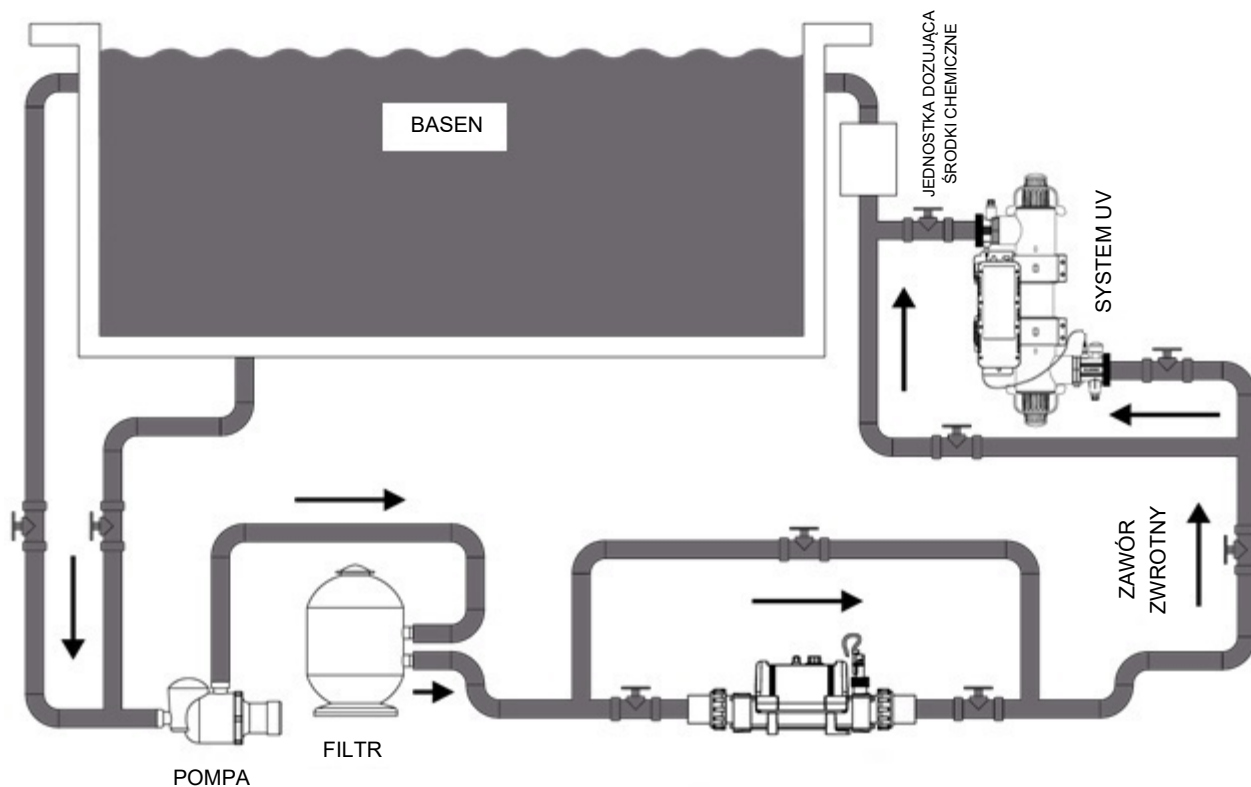 BASEN
JEDNOSTKA DOZUJĄCA
ŚRODKI CHEMICZNE
SYSTEM UV
ZAWÓR
ZWROTNY
FILTR
POMPA